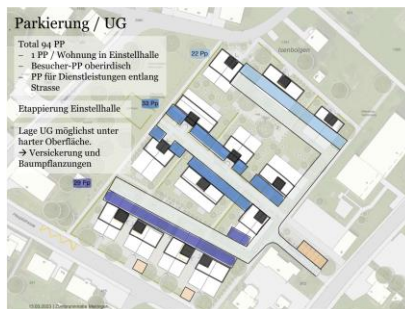 Parkierung / UG
Total 94 PP
– 1 PP / Wohnung in Einstellhalle
– Besucher-PP oberirdisch
– PP für Dienstleistungen entlang
Strasse
Etappierung Einstellhalle
Lage UG möglichst unter
harter Oberfläche.
→ Versickerung und
Baumpflanzungen
22 Pp
33 Pp
39 Pp